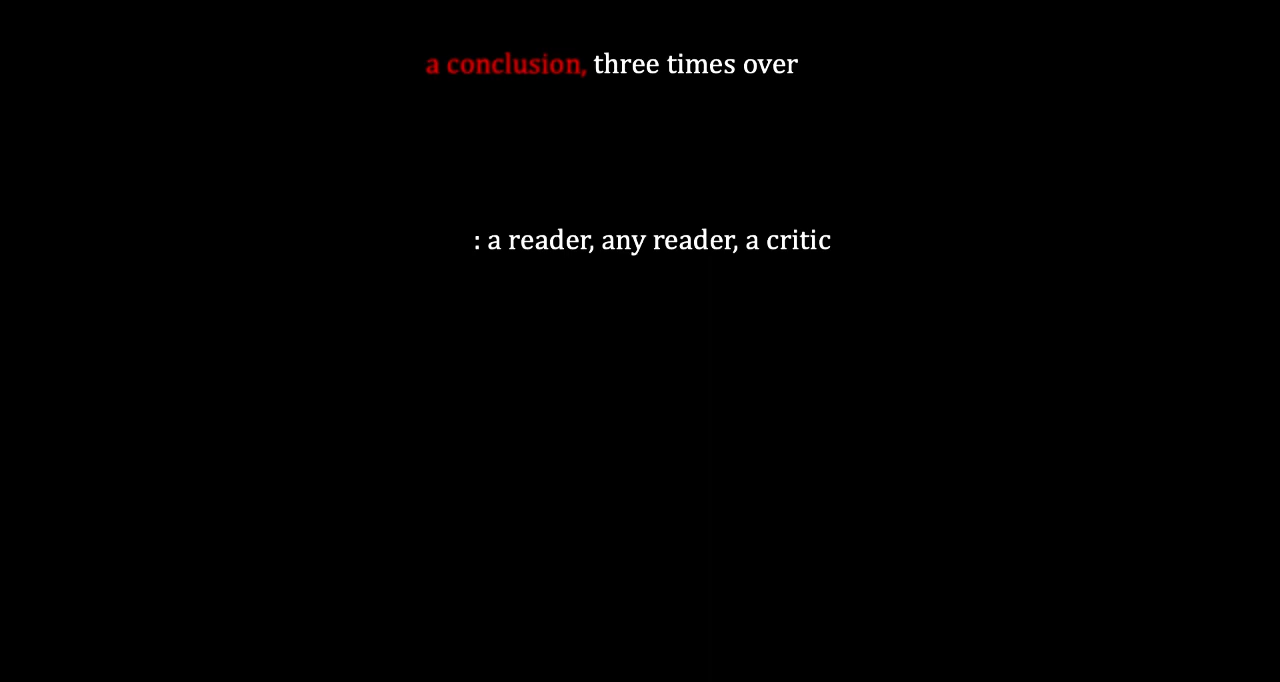 a conclusion, three times over
: a reader, any reader, a critic